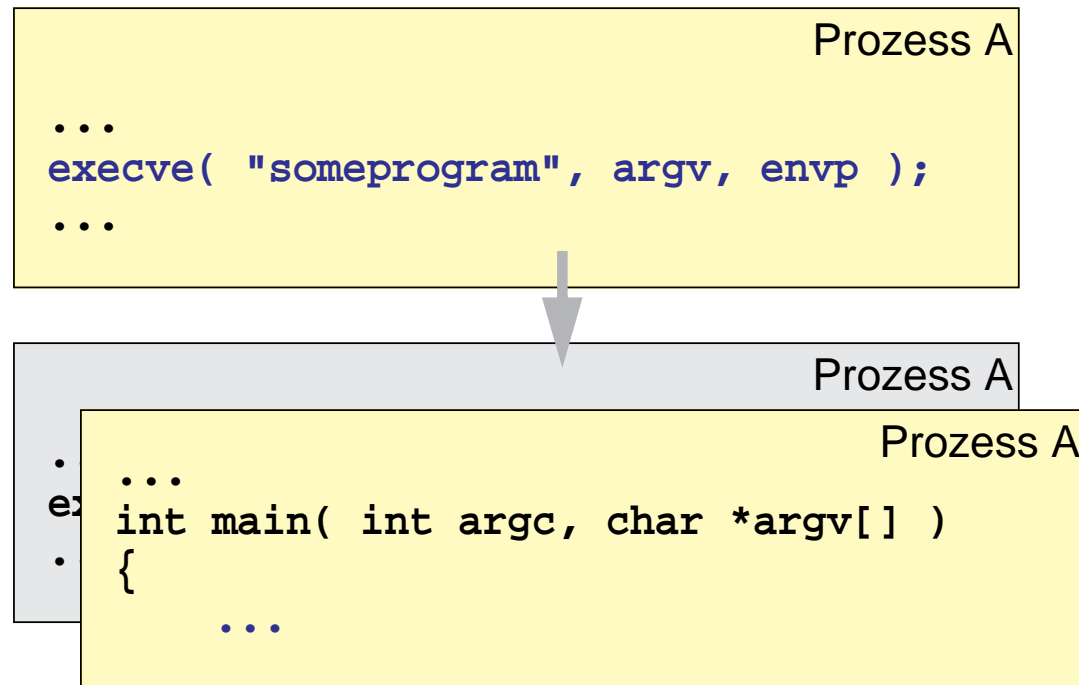 Prozess A
...
execve( "someprogram", argv, envp );
...
Prozess A
Prozess A
...
int main( int argc, char *argv[] )
{
...